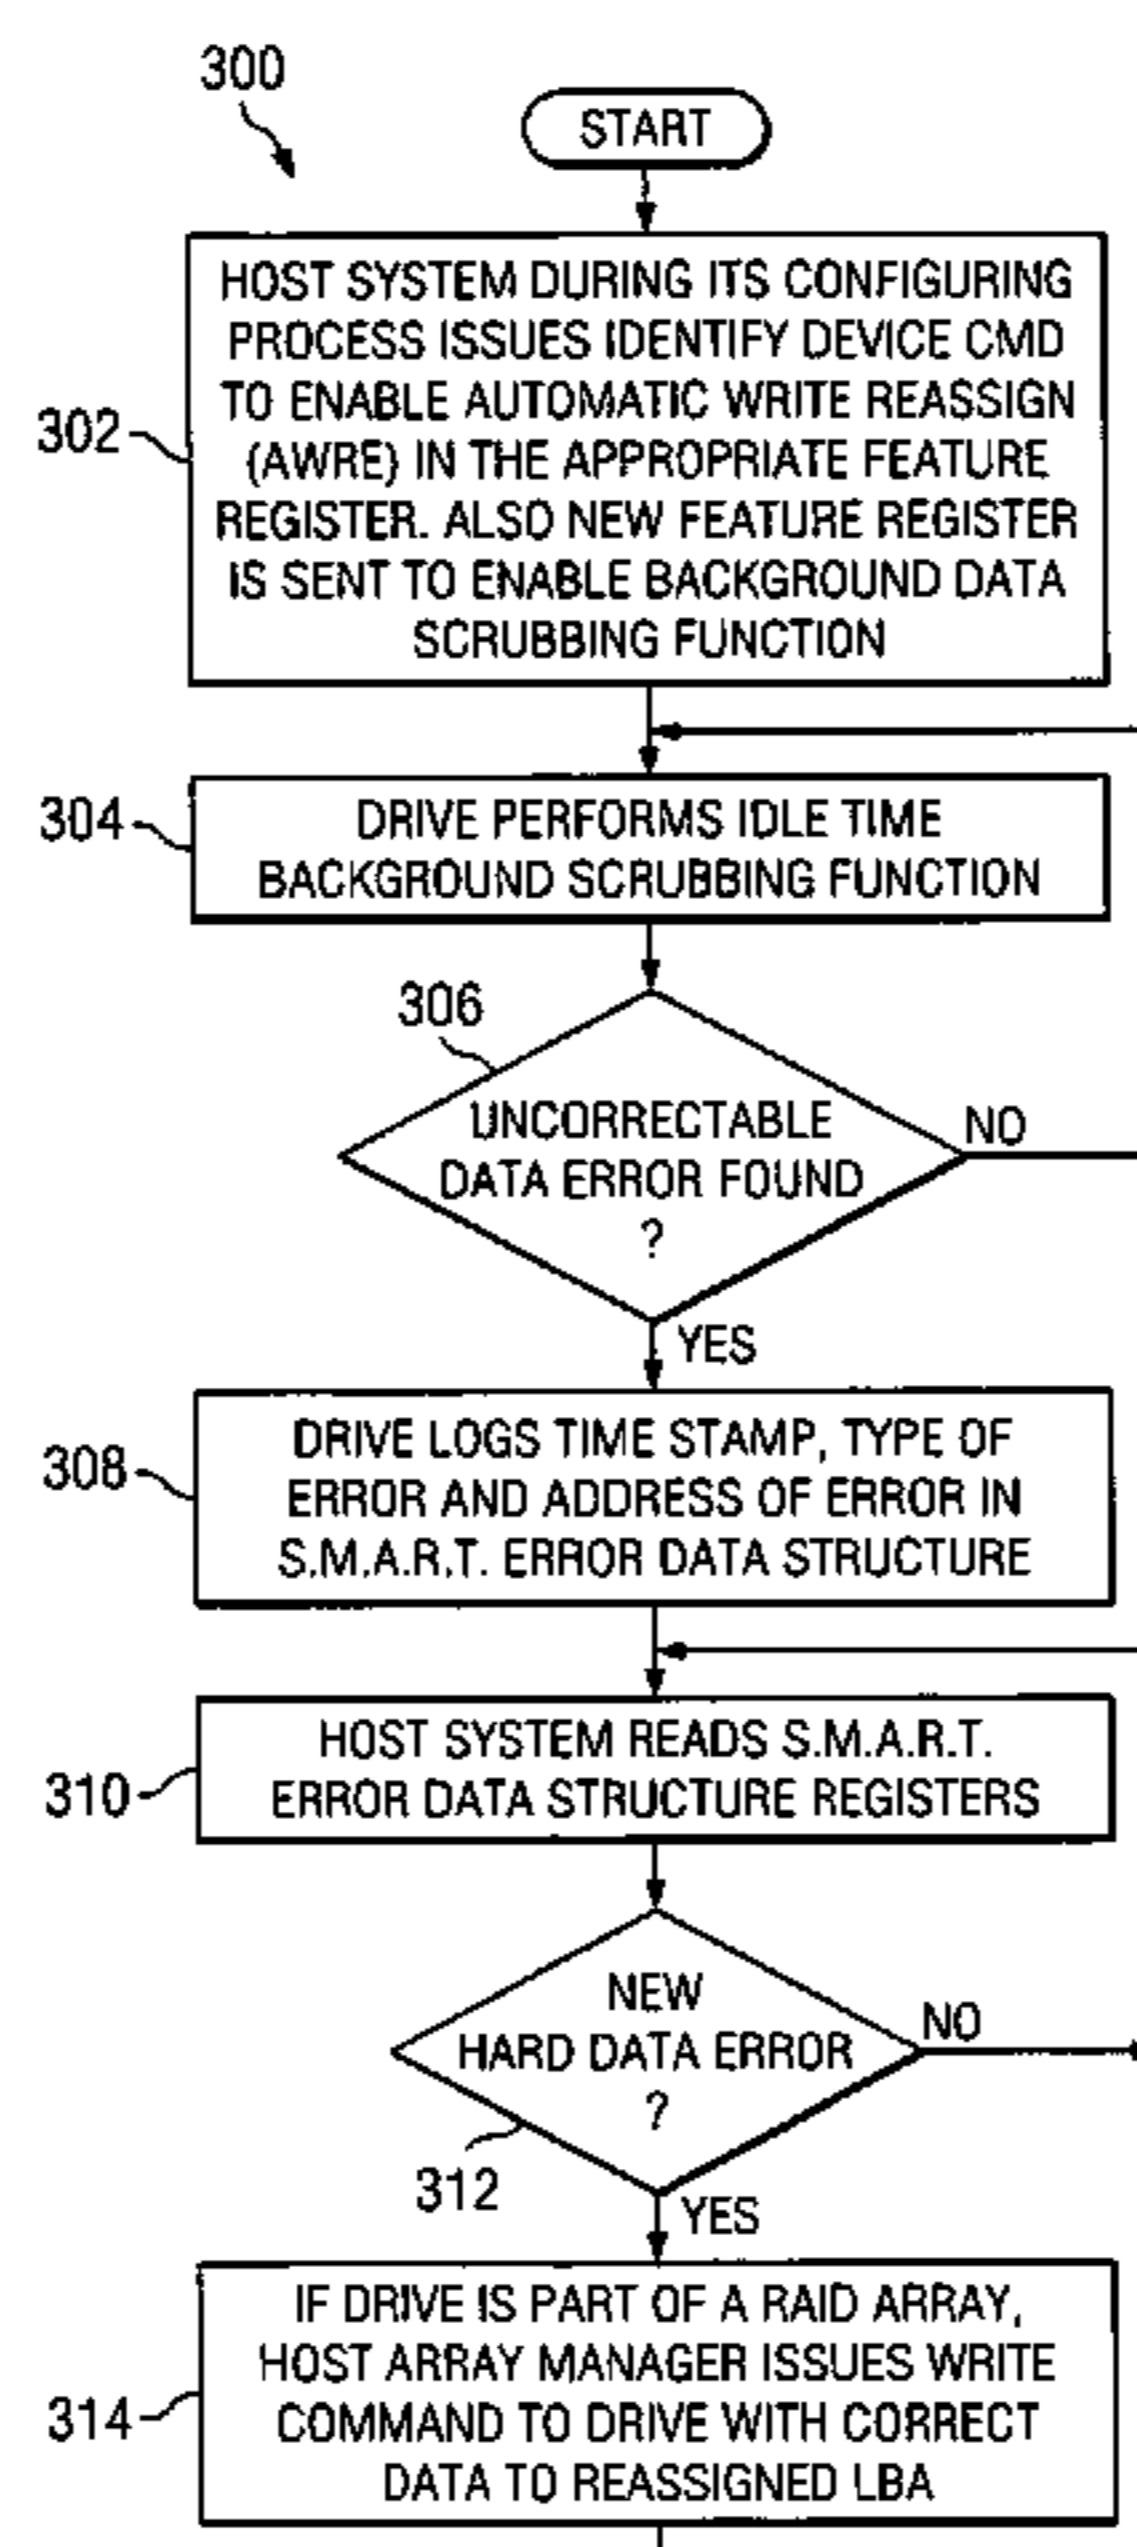 300
START
HOST SYSTEM DURING ITS CONFIGURING
PROCESS ISSUES IDENTIFY DEVICE CMD
TO ENABLE AUTOMATIC WRITE REASSIGN
(AWRE) IN THE APPROPRIATE FEATURE
REGISTER. ALSO NEW FEATURE REGISTER
IS SENT TO ENABLE BACKGROUND DATA
SCRUBBING FUNCTION
302
304
DRIVE PERFORMS IDLE TIME
BACKGROUND SCRUBBING FUNCTION
306
UNCORRECTABLE
DATA ERROR FOUND
?
NO
YES
308
DRIVE LOGS TIME STAMP, TYPE OF
ERROR AND ADDRESS OF ERROR IN
S.M.A.R.T. ERROR DATA STRUCTURE
310
HOST SYSTEM READS S.M.A.R.T.
ERROR DATA STRUCTURE REGISTERS
NEW
HARD DATA ERROR
?
NO
312
YES
314
IF DRIVE IS PART OF A RAID ARRAY,
HOST ARRAY MANAGER ISSUES WRITE
COMMAND TO DRIVE WITH CORRECT
DATA TO REASSIGNED LBA